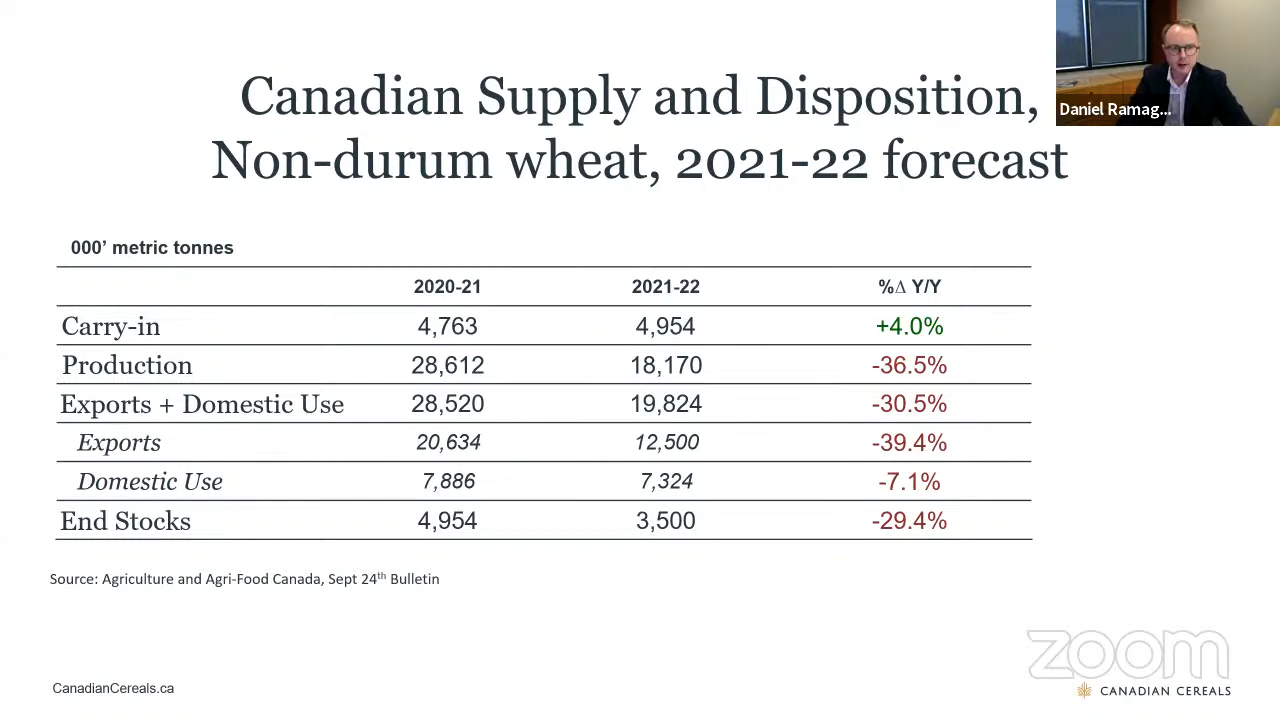 Canadian Supply and Disposition,
Non-durum wheat, 2021-22 forecast
Daniel Ramag...
000’ metric tonnes
2020-21 2021-22 %∆ Y/Y
Carry-in 4,763 4,954 +4.0%
Production 28,612 18,170 -36.5%
Exports + Domestic Use 28,520 19,824 -30.5%
Exports 20,634 12,500 -39.4%
Domestic Use 7,886 7,324 -7.1%
End Stocks 4,954 3,500 -29.4%
Source: Agriculture and Agri-Food Canada, Sept 24th Bulletin
zoom
CanadianCereals.ca
CANADIAN CEREALS